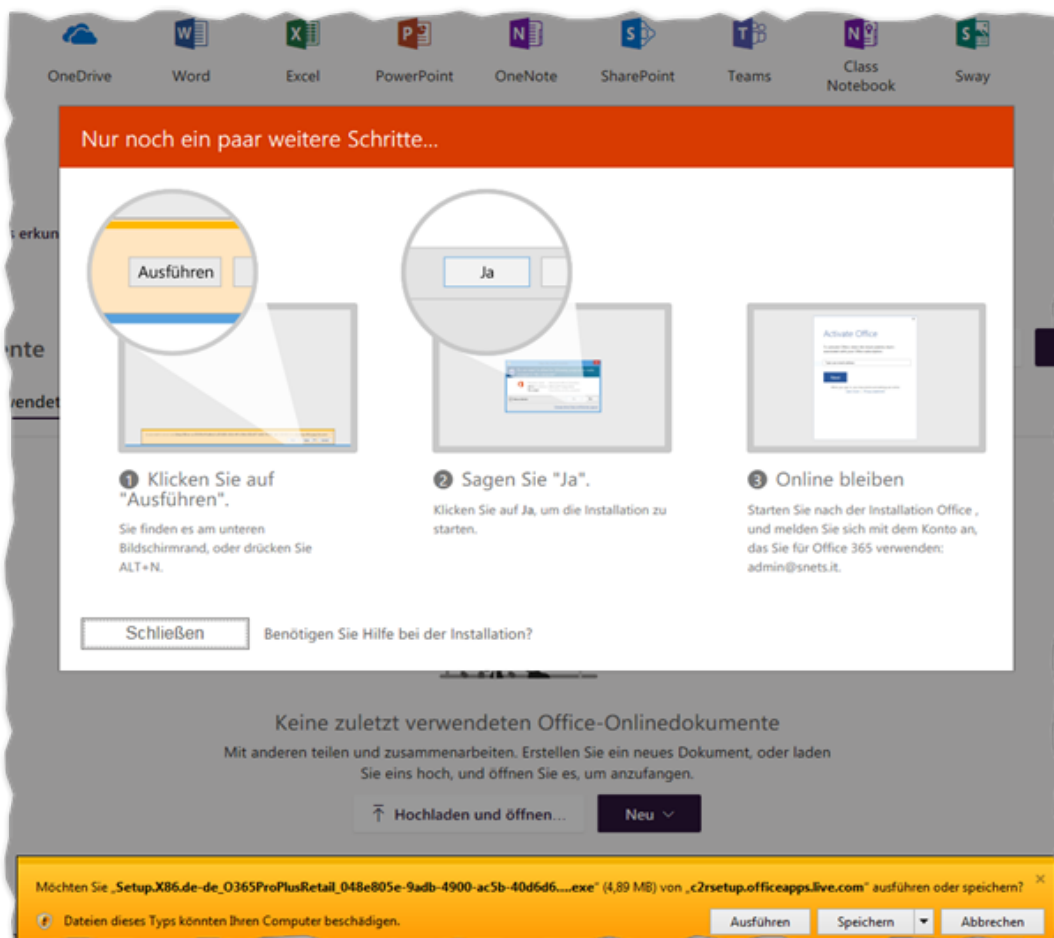 OneDrive Word Excel PowerPoint OneNote SharePoint Teams Class Notebook Sway
Nur noch ein paar weitere Schritte...
s erkun
Ausführen
Ja
ente
vendet
Activate Office
1 Klicken Sie auf
"Ausführen".
Sie finden es am unteren
Bildschirmrand, oder drücken Sie
ALT+N.
2 Sagen Sie "Ja".
Klicken Sie auf Ja, um die Installation zu
starten.
3 Online bleiben
Starten Sie nach der Installation Office ,
und melden Sie sich mit dem Konto an,
das Sie für Office 365 verwenden:
admin@snets.it.
Schließen Benötigen Sie Hilfe bei der Installation?
Keine zuletzt verwendeten Office-Onlinedokumente
Mit anderen teilen und zusammenarbeiten. Erstellen Sie ein neues Dokument, oder laden
Sie eins hoch, und öffnen Sie es, um anzufangen.
Hochladen und öffnen... Neu
Möchten Sie „Setup.X86.de-de_O365ProPlusRetail_048e805e-9adb-4900-ac5b-40d6d6....exe“ (4,89 MB) von „c2rsetup.officeapps.live.com“ ausführen oder speichern?
Dateien dieses Typs könnten Ihren Computer beschädigen.
Ausführen Speichern Abbrechen